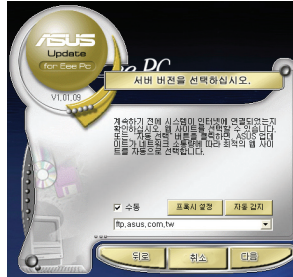 ASUS
Update
for Eee Pc
서버 버전을 선택하십시오.
V1.01.09
계속하기 전에 시스템이 인터넷에 연결되었는지
확인하십시오. 웹 사이트를 선택할 수 있습니다.
또는 "자동 선택" 버튼을 클릭하면, ASUS 업데
이트가 네트워크 소통량에 따라 최적의 웹 사이
트를 자동으로 선택합니다.
수동
프록시 설정
자동 감지
ftp.asus.com.tw
뒤로
취소
다음